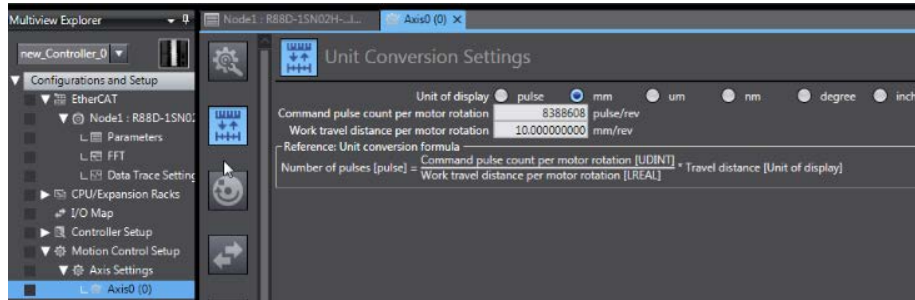 Multiview Explorer
Node1 : R88D-1SN02H-...
Axis0 (0)
new_Controller_0
Configurations and Setup
EtherCAT
Node1 : R88D-1SN02
Parameters
FFT
Data Trace Setting
CPU/Expansion Racks
I/O Map
Controller Setup
Motion Control Setup
Axis Settings
Axis0 (0)
Unit Conversion Settings
Unit of display pulse mm um nm degree inch
Command pulse count per motor rotation 8388608 pulse/rev
Work travel distance per motor rotation 10.000000000 mm/rev
Reference: Unit conversion formula
Number of pulses [pulse] = Command pulse count per motor rotation [UDINT] * Travel distance [Unit of display]
Work travel distance per motor rotation [LREAL]